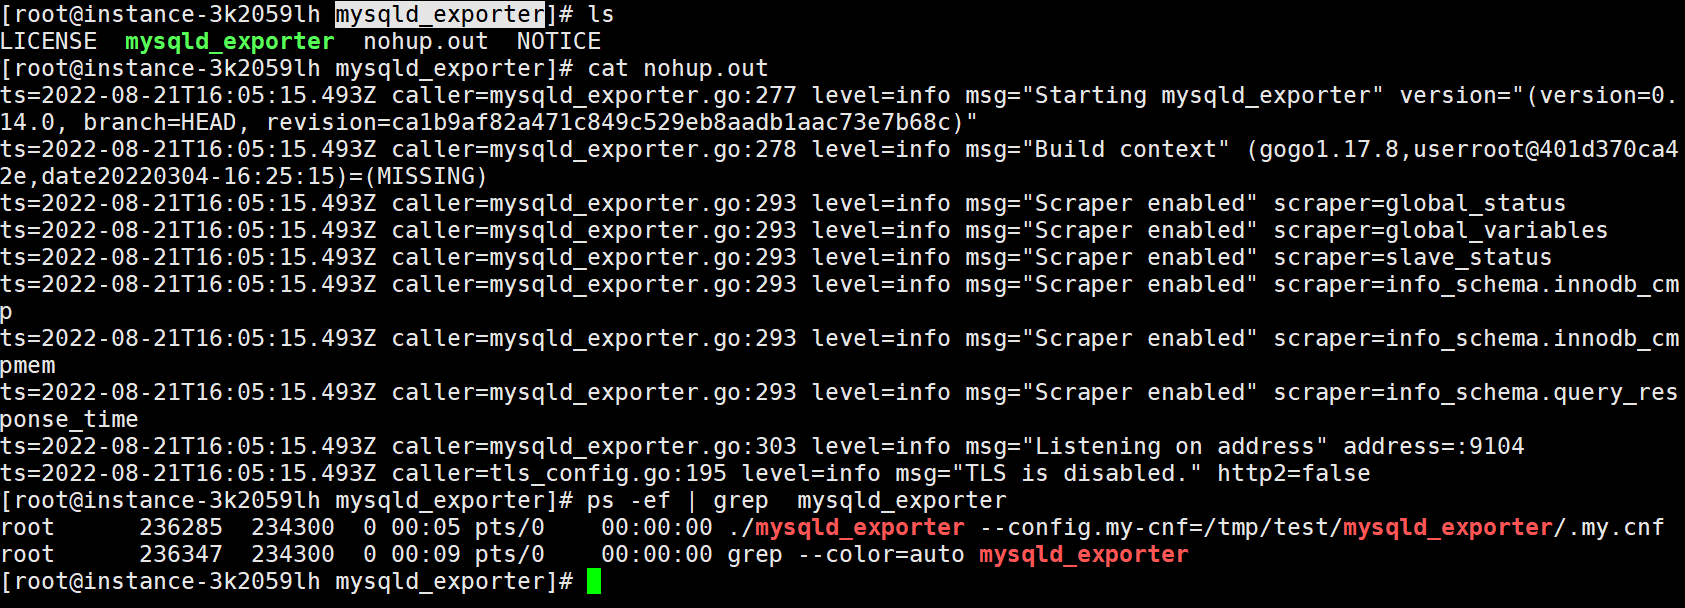 [root@instance-3k2059lh mysqld_exporter]# ls
LICENSE  mysqld_exporter  nohup.out  NOTICE
[root@instance-3k2059lh mysqld_exporter]# cat nohup.out
ts=2022-08-21T16:05:15.493Z caller=mysqld_exporter.go:277 level=info msg="Starting mysqld_exporter" version="(version=0.
14.0, branch=HEAD, revision=ca1b9af82a471c849c529eb8aadb1aac73e7b68c)"
ts=2022-08-21T16:05:15.493Z caller=mysqld_exporter.go:278 level=info msg="Build context" (gogo1.17.8,userroot@401d370ca4
2e,date20220304-16:25:15)=(MISSING)
ts=2022-08-21T16:05:15.493Z caller=mysqld_exporter.go:293 level=info msg="Scraper enabled" scraper=global_status
ts=2022-08-21T16:05:15.493Z caller=mysqld_exporter.go:293 level=info msg="Scraper enabled" scraper=global_variables
ts=2022-08-21T16:05:15.493Z caller=mysqld_exporter.go:293 level=info msg="Scraper enabled" scraper=slave_status
ts=2022-08-21T16:05:15.493Z caller=mysqld_exporter.go:293 level=info msg="Scraper enabled" scraper=info_schema.innodb_cm
p
ts=2022-08-21T16:05:15.493Z caller=mysqld_exporter.go:293 level=info msg="Scraper enabled" scraper=info_schema.innodb_cm
pmem
ts=2022-08-21T16:05:15.493Z caller=mysqld_exporter.go:293 level=info msg="Scraper enabled" scraper=info_schema.query_res
ponse_time
ts=2022-08-21T16:05:15.493Z caller=mysqld_exporter.go:303 level=info msg="Listening on address" address=:9104
ts=2022-08-21T16:05:15.493Z caller=tls_config.go:195 level=info msg="TLS is disabled." http2=false
[root@instance-3k2059lh mysqld_exporter]# ps -ef | grep  mysqld_exporter
root      236285  234300  0 00:05 pts/0    00:00:00 ./mysqld_exporter --config.my-cnf=/tmp/test/mysqld_exporter/.my.cnf
root      236347  234300  0 00:09 pts/0    00:00:00 grep --color=auto mysqld_exporter
[root@instance-3k2059lh mysqld_exporter]#